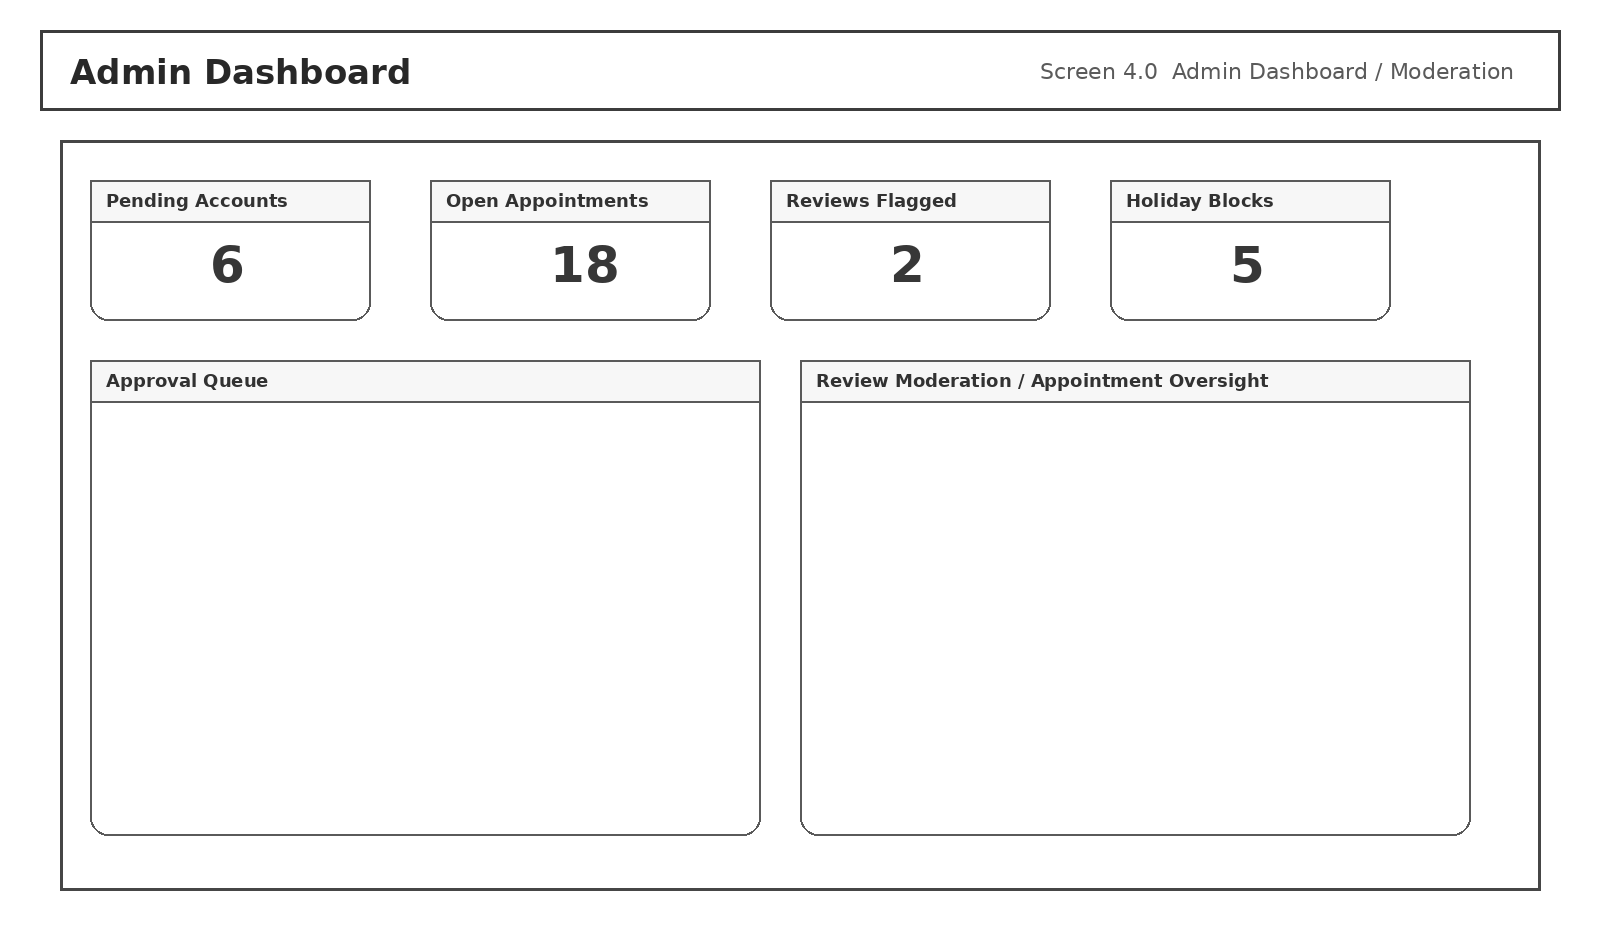 Admin Dashboard
Screen 4.0  Admin Dashboard / Moderation
Pending Accounts
6
Open Appointments
18
Reviews Flagged
2
Holiday Blocks
5
Approval Queue
Review Moderation / Appointment Oversight